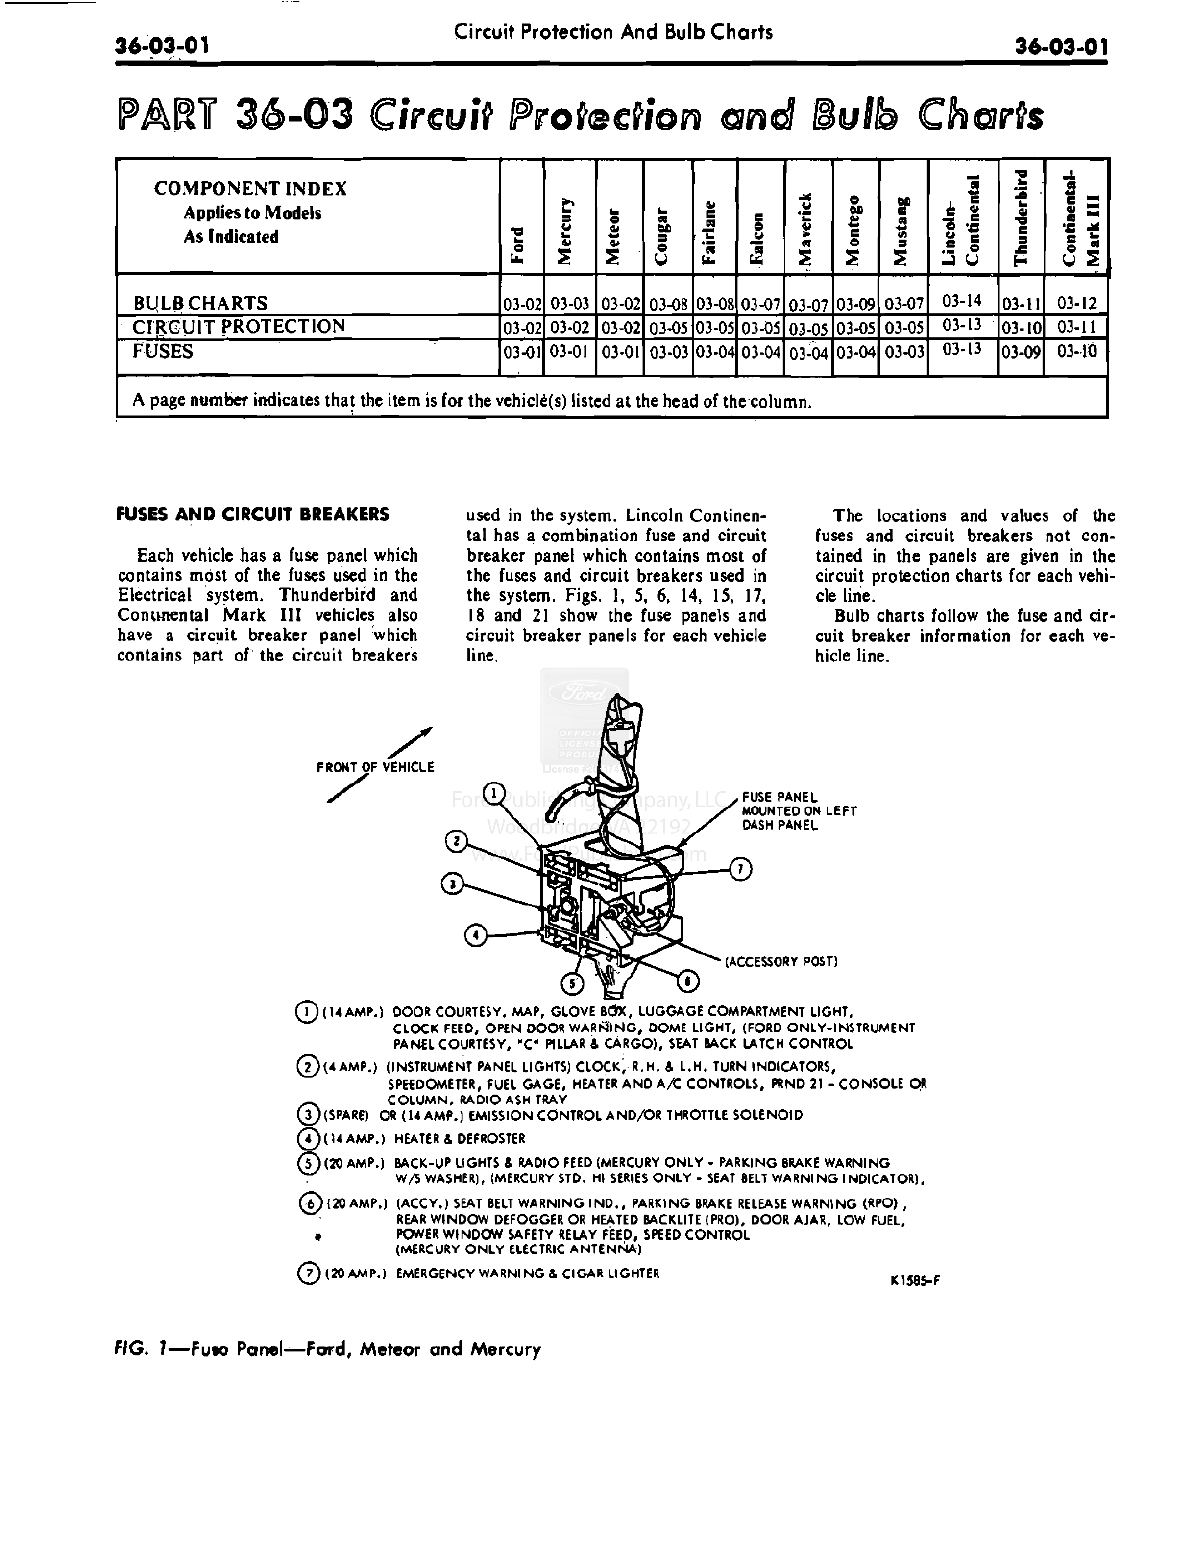 36-03-01
Circuit Protection And Bulb Charts
36-03-01
PART 36-03 Circuit Protection and Bulb Charts
COMPONENT INDEX
Applies to Models
As Indicated
Ford
Mercury
Meteor
Cougar
Fairlane
Falcon
Maverick
Montego
Mustang
Lincoln-
Continental
Thunderbird
Continental-
Mark III
BULB CHARTS 03-02 03-03 03-02 03-08 03-08 03-07 03-07 03-09 03-07 03-14 03-11 03-12
CIRCUIT PROTECTION 03-02 03-02 03-02 03-05 03-05 03-05 03-05 03-05 03-05 03-13 03-10 03-11
FUSES 03-01 03-01 03-01 03-03 03-04 03-04 03-04 03-04 03-03 03-13 03-09 03-10
A page number indicates that the item is for the vehicle(s) listed at the head of the column.
FUSES AND CIRCUIT BREAKERS
Each vehicle has a fuse panel which
contains most of the fuses used in the
Electrical system. Thunderbird and
Continental Mark III vehicles also
have a circuit breaker panel which
contains part of the circuit breakers
used in the system. Lincoln Continen-
tal has a combination fuse and circuit
breaker panel which contains most of
the fuses and circuit breakers used in
the system. Figs. 1, 5, 6, 14, 15, 17,
18 and 21 show the fuse panels and
circuit breaker panels for each vehicle
line.
The locations and values of the
fuses and circuit breakers not con-
tained in the panels are given in the
circuit protection charts for each vehi-
cle line.
Bulb charts follow the fuse and cir-
cuit breaker information for each ve-
hicle line.
Ford
OFFICIAL
LICENSED
PRODUCT
FRONT OF VEHICLE
1
2
3
4
5
6
7
FUSE PANEL
MOUNTED ON LEFT
DASH PANEL
(ACCESSORY POST)
1 (14 AMP.) DOOR COURTESY, MAP, GLOVE BOX, LUGGAGE COMPARTMENT LIGHT,
CLOCK FEED, OPEN DOOR WARNING, DOME LIGHT, (FORD ONLY-INSTRUMENT
PANEL COURTESY, "C" PILLAR & CARGO), SEAT BACK LATCH CONTROL
2 (4 AMP.) (INSTRUMENT PANEL LIGHTS) CLOCK, R.H. & L.H. TURN INDICATORS,
SPEEDOMETER, FUEL GAGE, HEATER AND A/C CONTROLS, PRND 21 - CONSOLE OR
COLUMN, RADIO ASH TRAY
3 (SPARE) OR (14 AMP.) EMISSION CONTROL AND/OR THROTTLE SOLENOID
4 (14 AMP.) HEATER & DEFROSTER
5 (20 AMP.) BACK-UP LIGHTS & RADIO FEED (MERCURY ONLY - PARKING BRAKE WARNING
W/S WASHER), (MERCURY STD. HI SERIES ONLY - SEAT BELT WARNING INDICATOR).
6 (20 AMP.) (ACCY.) SEAT BELT WARNING IND., PARKING BRAKE RELEASE WARNING (RPO),
REAR WINDOW DEFOGGER OR HEATED BACKLITE (PRO), DOOR AJAR, LOW FUEL,
POWER WINDOW SAFETY RELAY FEED, SPEED CONTROL
(MERCURY ONLY ELECTRIC ANTENNA)
7 (20 AMP.) EMERGENCY WARNING & CIGAR LIGHTER
K1585-F
FIG. 1—Fuse Panel—Ford, Meteor and Mercury